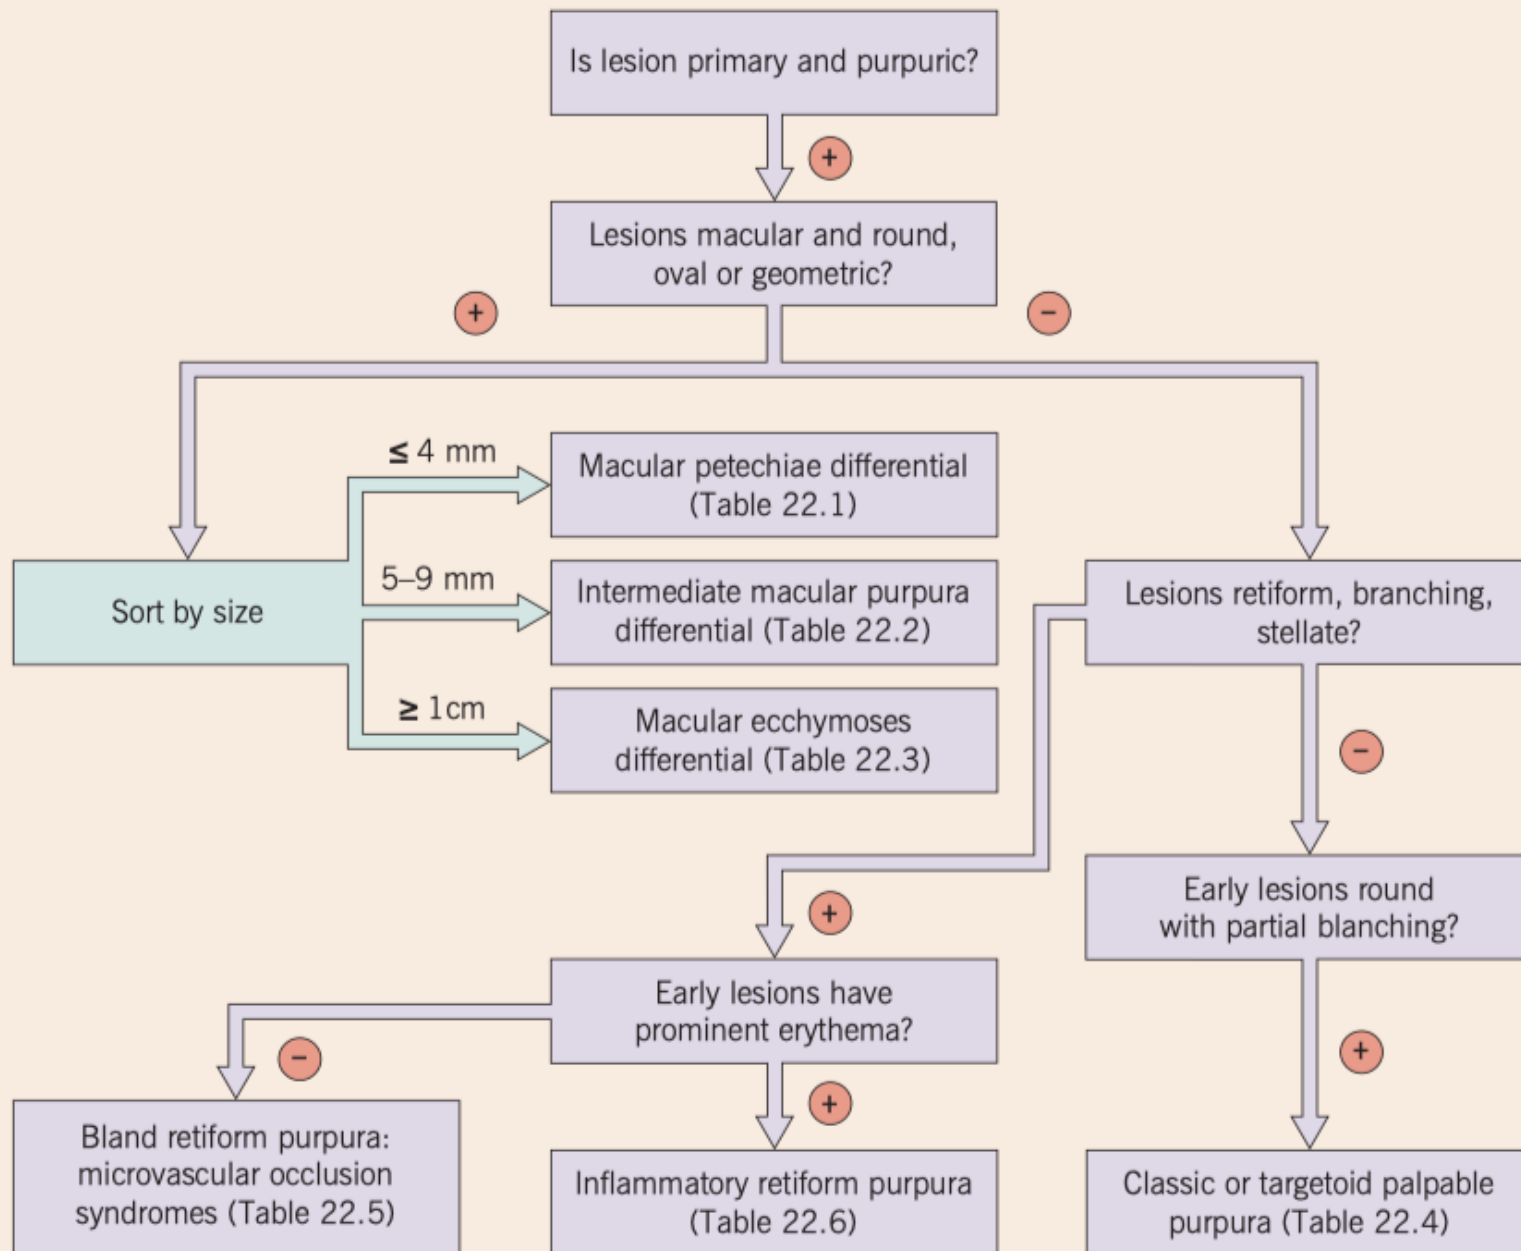 Is lesion primary and purpuric?
+
Lesions macular and round,
oval or geometric?
+
−
≤ 4 mm
Macular petechiae differential
(Table 22.1)
Sort by size
5–9 mm
Intermediate macular purpura
differential (Table 22.2)
≥ 1cm
Macular ecchymoses
differential (Table 22.3)
Lesions retiform, branching,
stellate?
−
Early lesions round
with partial blanching?
+
Early lesions have
prominent erythema?
−
+
+
Bland retiform purpura:
microvascular occlusion
syndromes (Table 22.5)
Inflammatory retiform purpura
(Table 22.6)
Classic or targetoid palpable
purpura (Table 22.4)